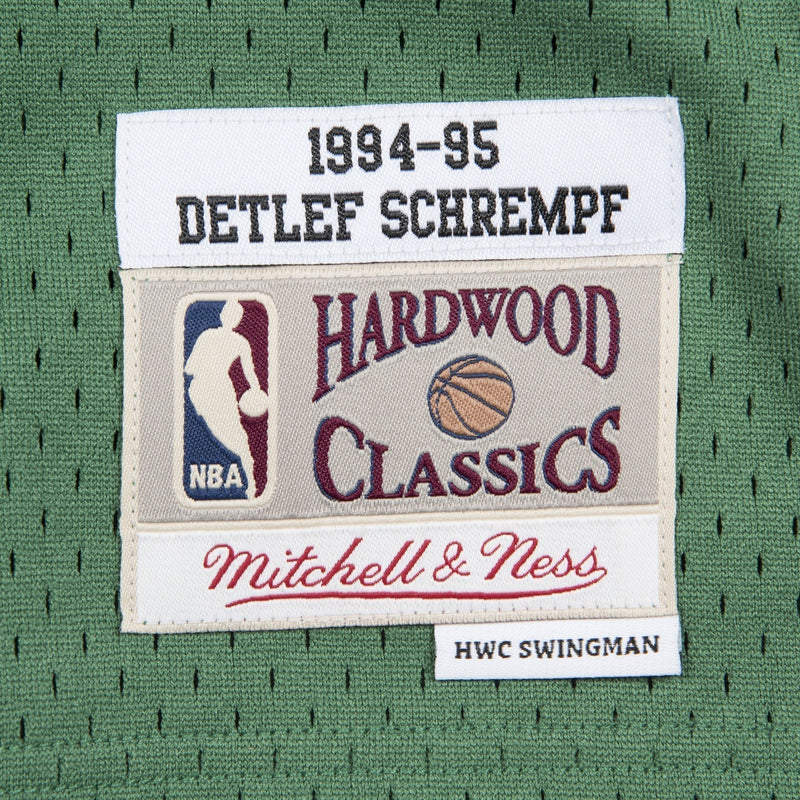 1994-95
DETLEF SCHREMPF
HARDWOOD
CLASSICS
NBA
Mitchell & Ness
HWC SWINGMAN